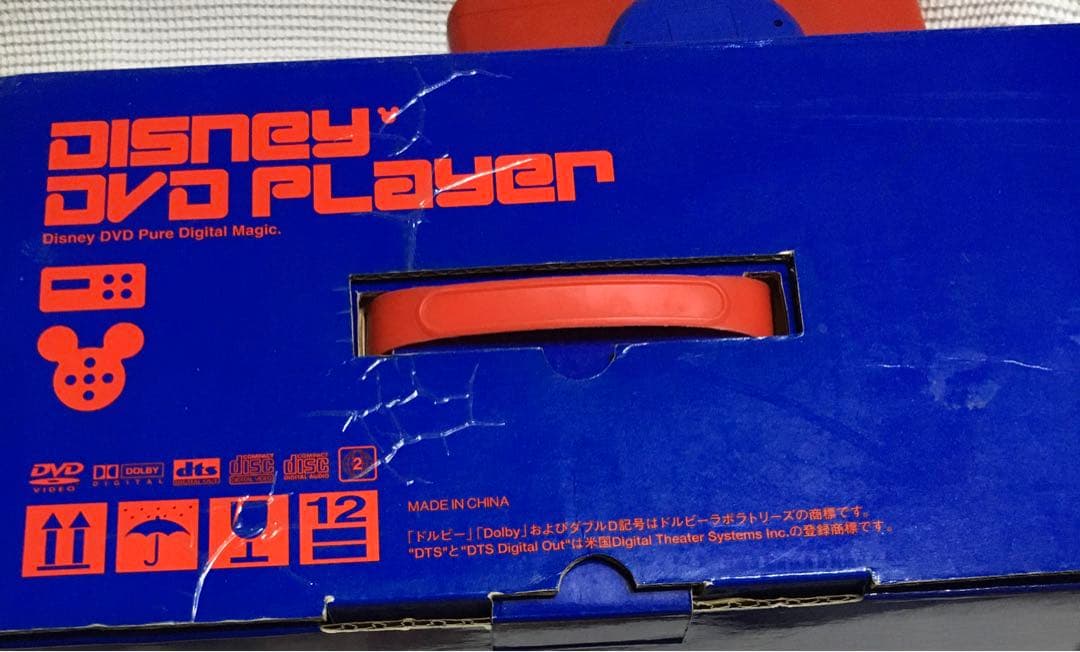 DISNEY
DVD PLAYER
Disney DVD Pure Digital Magic.
DVD
VIDEO
DOLBY
DIGITAL
dts
DIGITAL OUT
COMPACT
disc
DIGITAL VIDEO
COMPACT
disc
DIGITAL AUDIO
2
12
MADE IN CHINA
「ドルビー」「Dolby」およびダブルD記号はドルビーラボラトリーズの商標です。
"DTS"と"DTS Digital Out"は米国Digital Theater Systems Inc.の登録商標です。